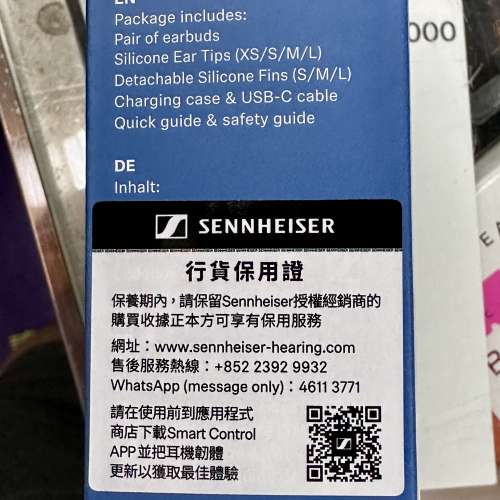 EN
Package includes:
Pair of earbuds
Silicone Ear Tips (XS/S/M/L)
Detachable Silicone Fins (S/M/L)
Charging case & USB-C cable
Quick guide & safety guide
DE
Inhalt:
000
SENNHEISER
行貨保用證
保養期內，請保留Sennheiser授權經銷商的
購買收據正本方可享有保用服務
網址：www.sennheiser-hearing.com
售後服務熱線：+852 2392 9932
WhatsApp (message only)：4611 3771
請在使用前到應用程式
商店下載Smart Control
APP並把耳機韌體
更新以獲取最佳體驗